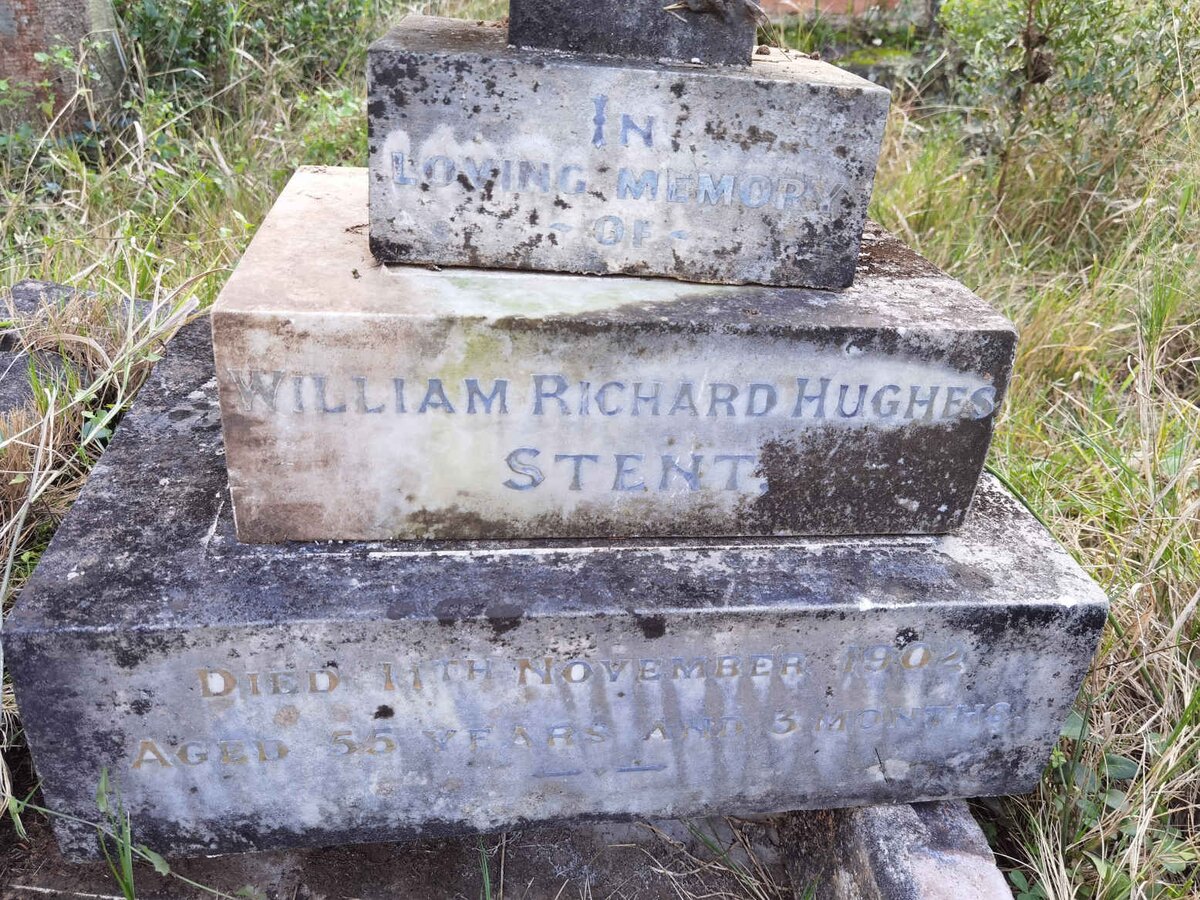 IN
LOVING MEMORY
~ OF ~
WILLIAM RICHARD HUGHES
STENT.
DIED 11TH NOVEMBER 1902
AGED 55 YEARS AND 3 MONTHS